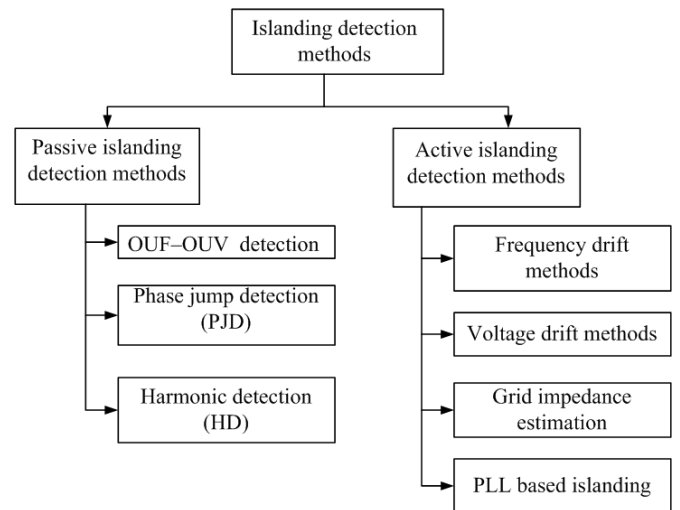 Islanding detection
methods
Passive islanding
detection methods
OUF–OUV detection
Phase jump detection
(PJD)
Harmonic detection
(HD)
Active islanding
detection methods
Frequency drift
methods
Voltage drift methods
Grid impedance
estimation
PLL based islanding